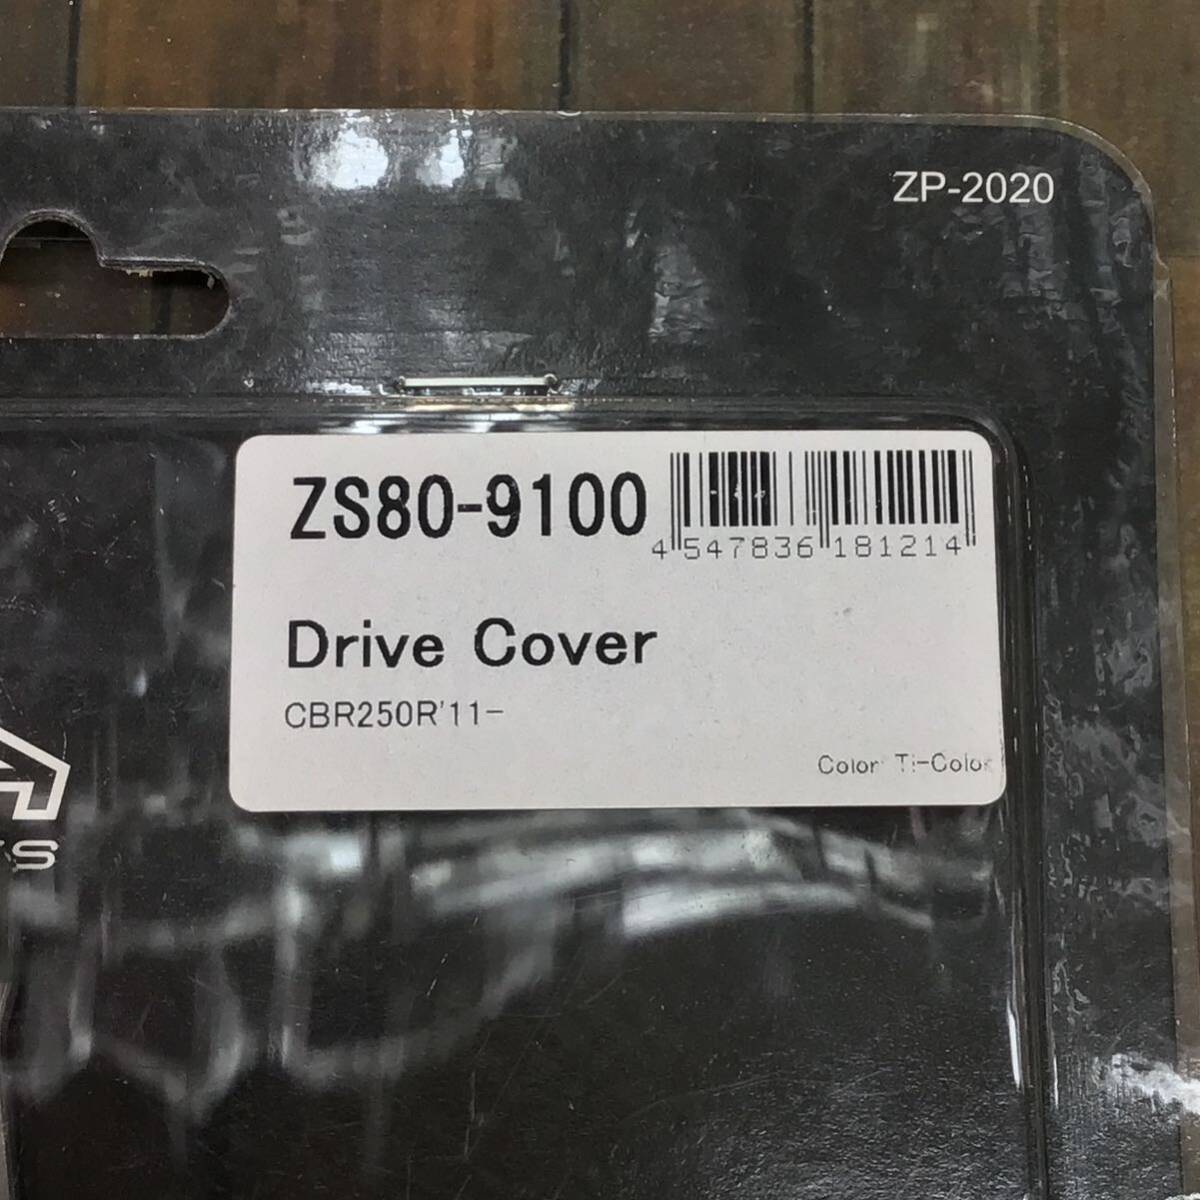 ZP-2020
ZS80-9100
4 547836 181214
Drive Cover
CBR250R'11-
Color: Ti-Color